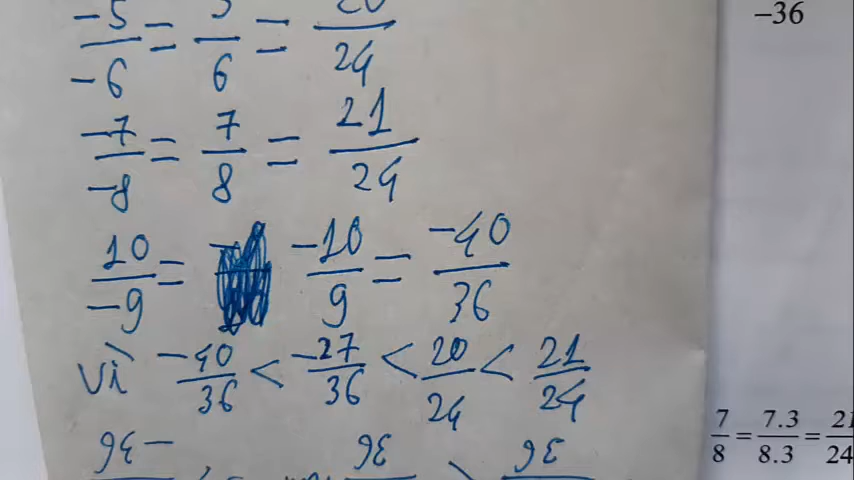 -5/-6 = 5/6 = 20/24
-7/-8 = 7/8 = 21/24
10/-9 = -10/9 = -40/36
Vì -40/36 < -27/36 < 20/24 < 21/24
-36
7/8 = 7.3/8.3 = 21/24